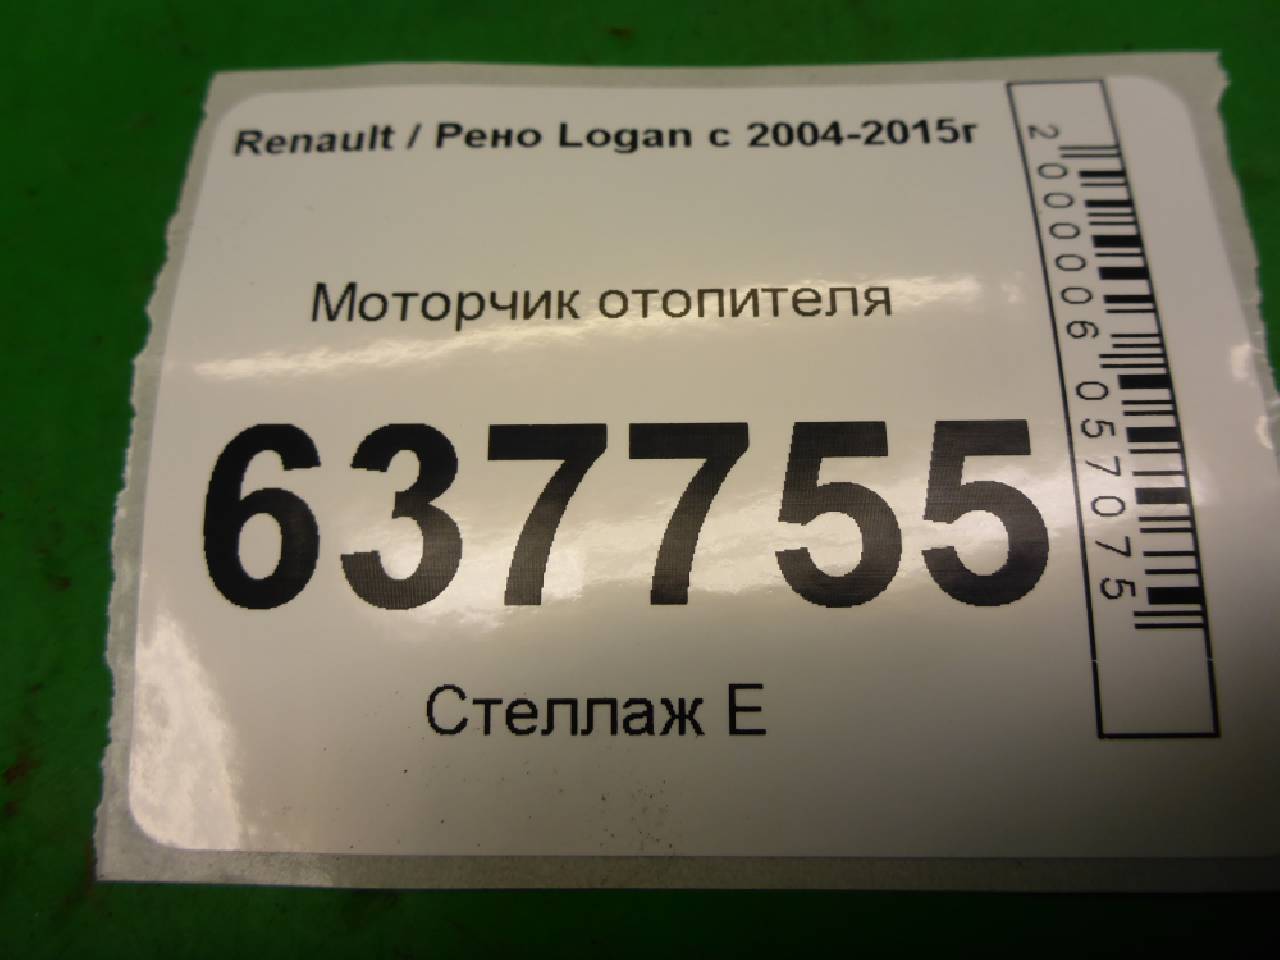 Renault / Рено Logan с 2004-2015г
Моторчик отопителя
637755
Стеллаж Е
2000006057075